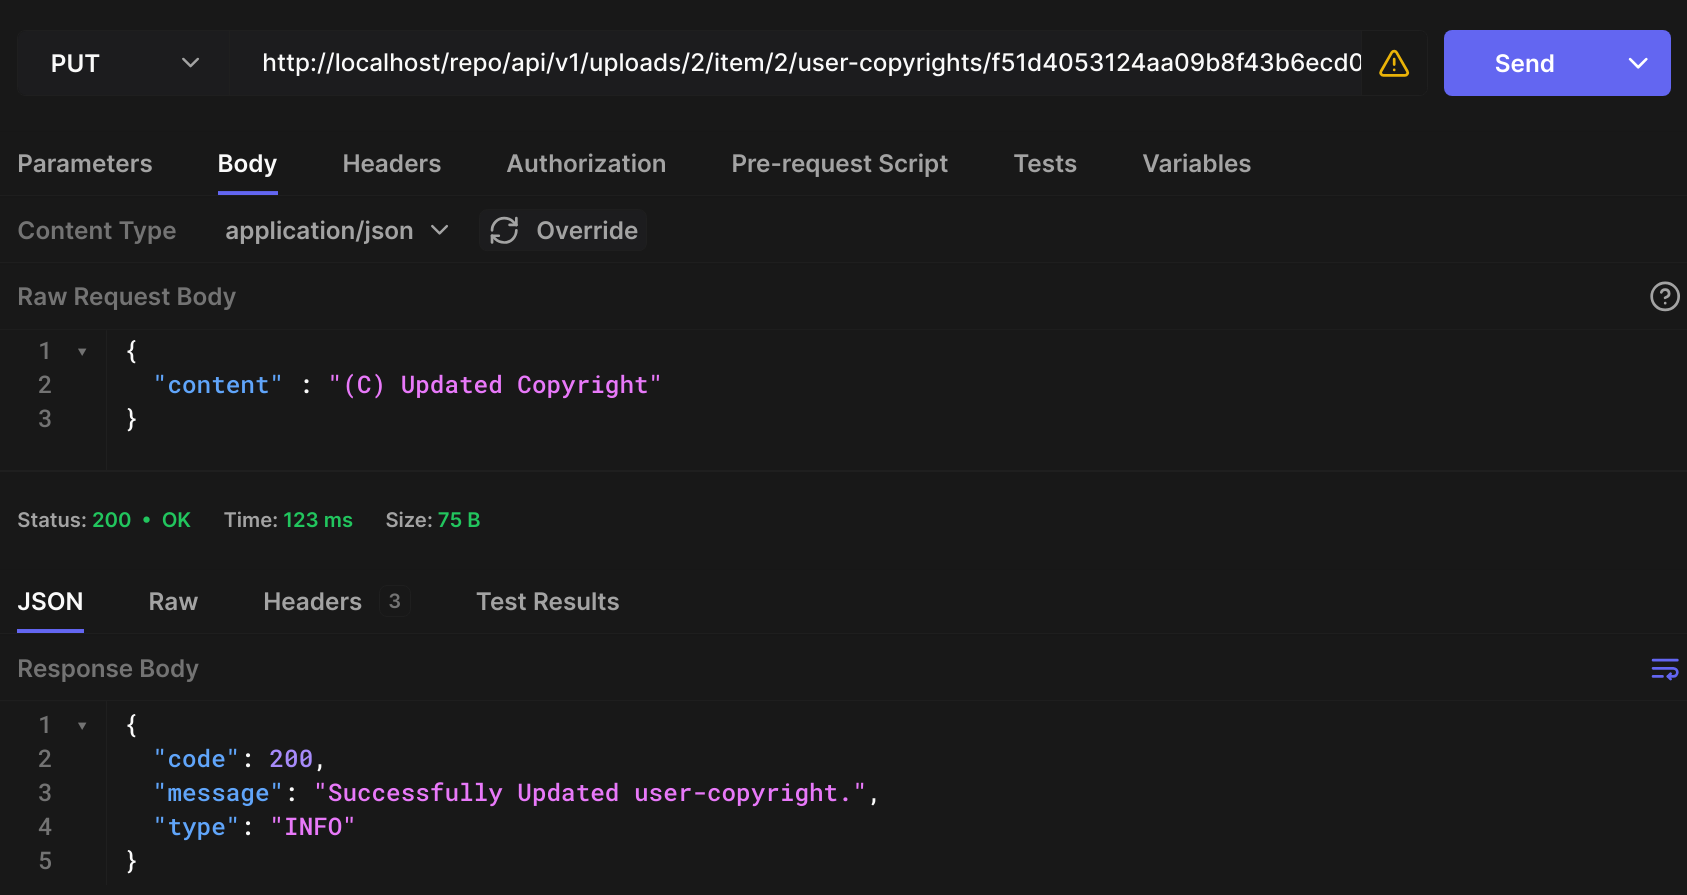 PUT http://localhost/repo/api/v1/uploads/2/item/2/user-copyrights/f51d4053124aa09b8f43b6ecd0 Send
Parameters Body Headers Authorization Pre-request Script Tests Variables
Content Type application/json Override
Raw Request Body
1 {
2 "content" : "(C) Updated Copyright"
3 }
Status: 200 • OK Time: 123 ms Size: 75 B
JSON Raw Headers 3 Test Results
Response Body
1 {
2 "code": 200,
3 "message": "Successfully Updated user-copyright.",
4 "type": "INFO"
5 }